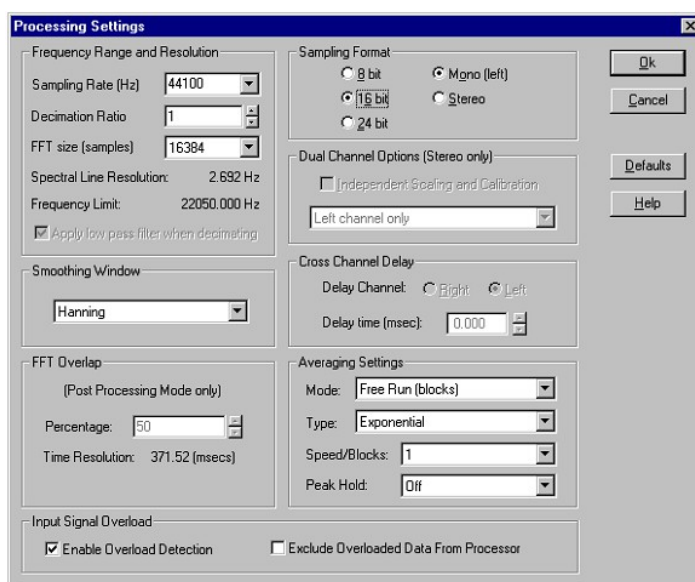 Processing Settings
Frequency Range and Resolution
Sampling Rate (Hz) 44100
Decimation Ratio 1
FFT size (samples) 16384
Spectral Line Resolution: 2.692 Hz
Frequency Limit: 22050.000 Hz
Apply low pass filter when decimating
Smoothing Window
Hanning
FFT Overlap
(Post Processing Mode only)
Percentage: 50
Time Resolution: 371.52 (msecs)
Sampling Format
8 bit Mono (left)
16 bit Stereo
24 bit
Dual Channel Options (Stereo only)
Independent Scaling and Calibration
Left channel only
Cross Channel Delay
Delay Channel: Right Left
Delay time (msec): 0.000
Averaging Settings
Mode: Free Run (blocks)
Type: Exponential
Speed/Blocks: 1
Peak Hold: Off
Input Signal Overload
Enable Overload Detection Exclude Overloaded Data From Processor
Ok
Cancel
Defaults
Help